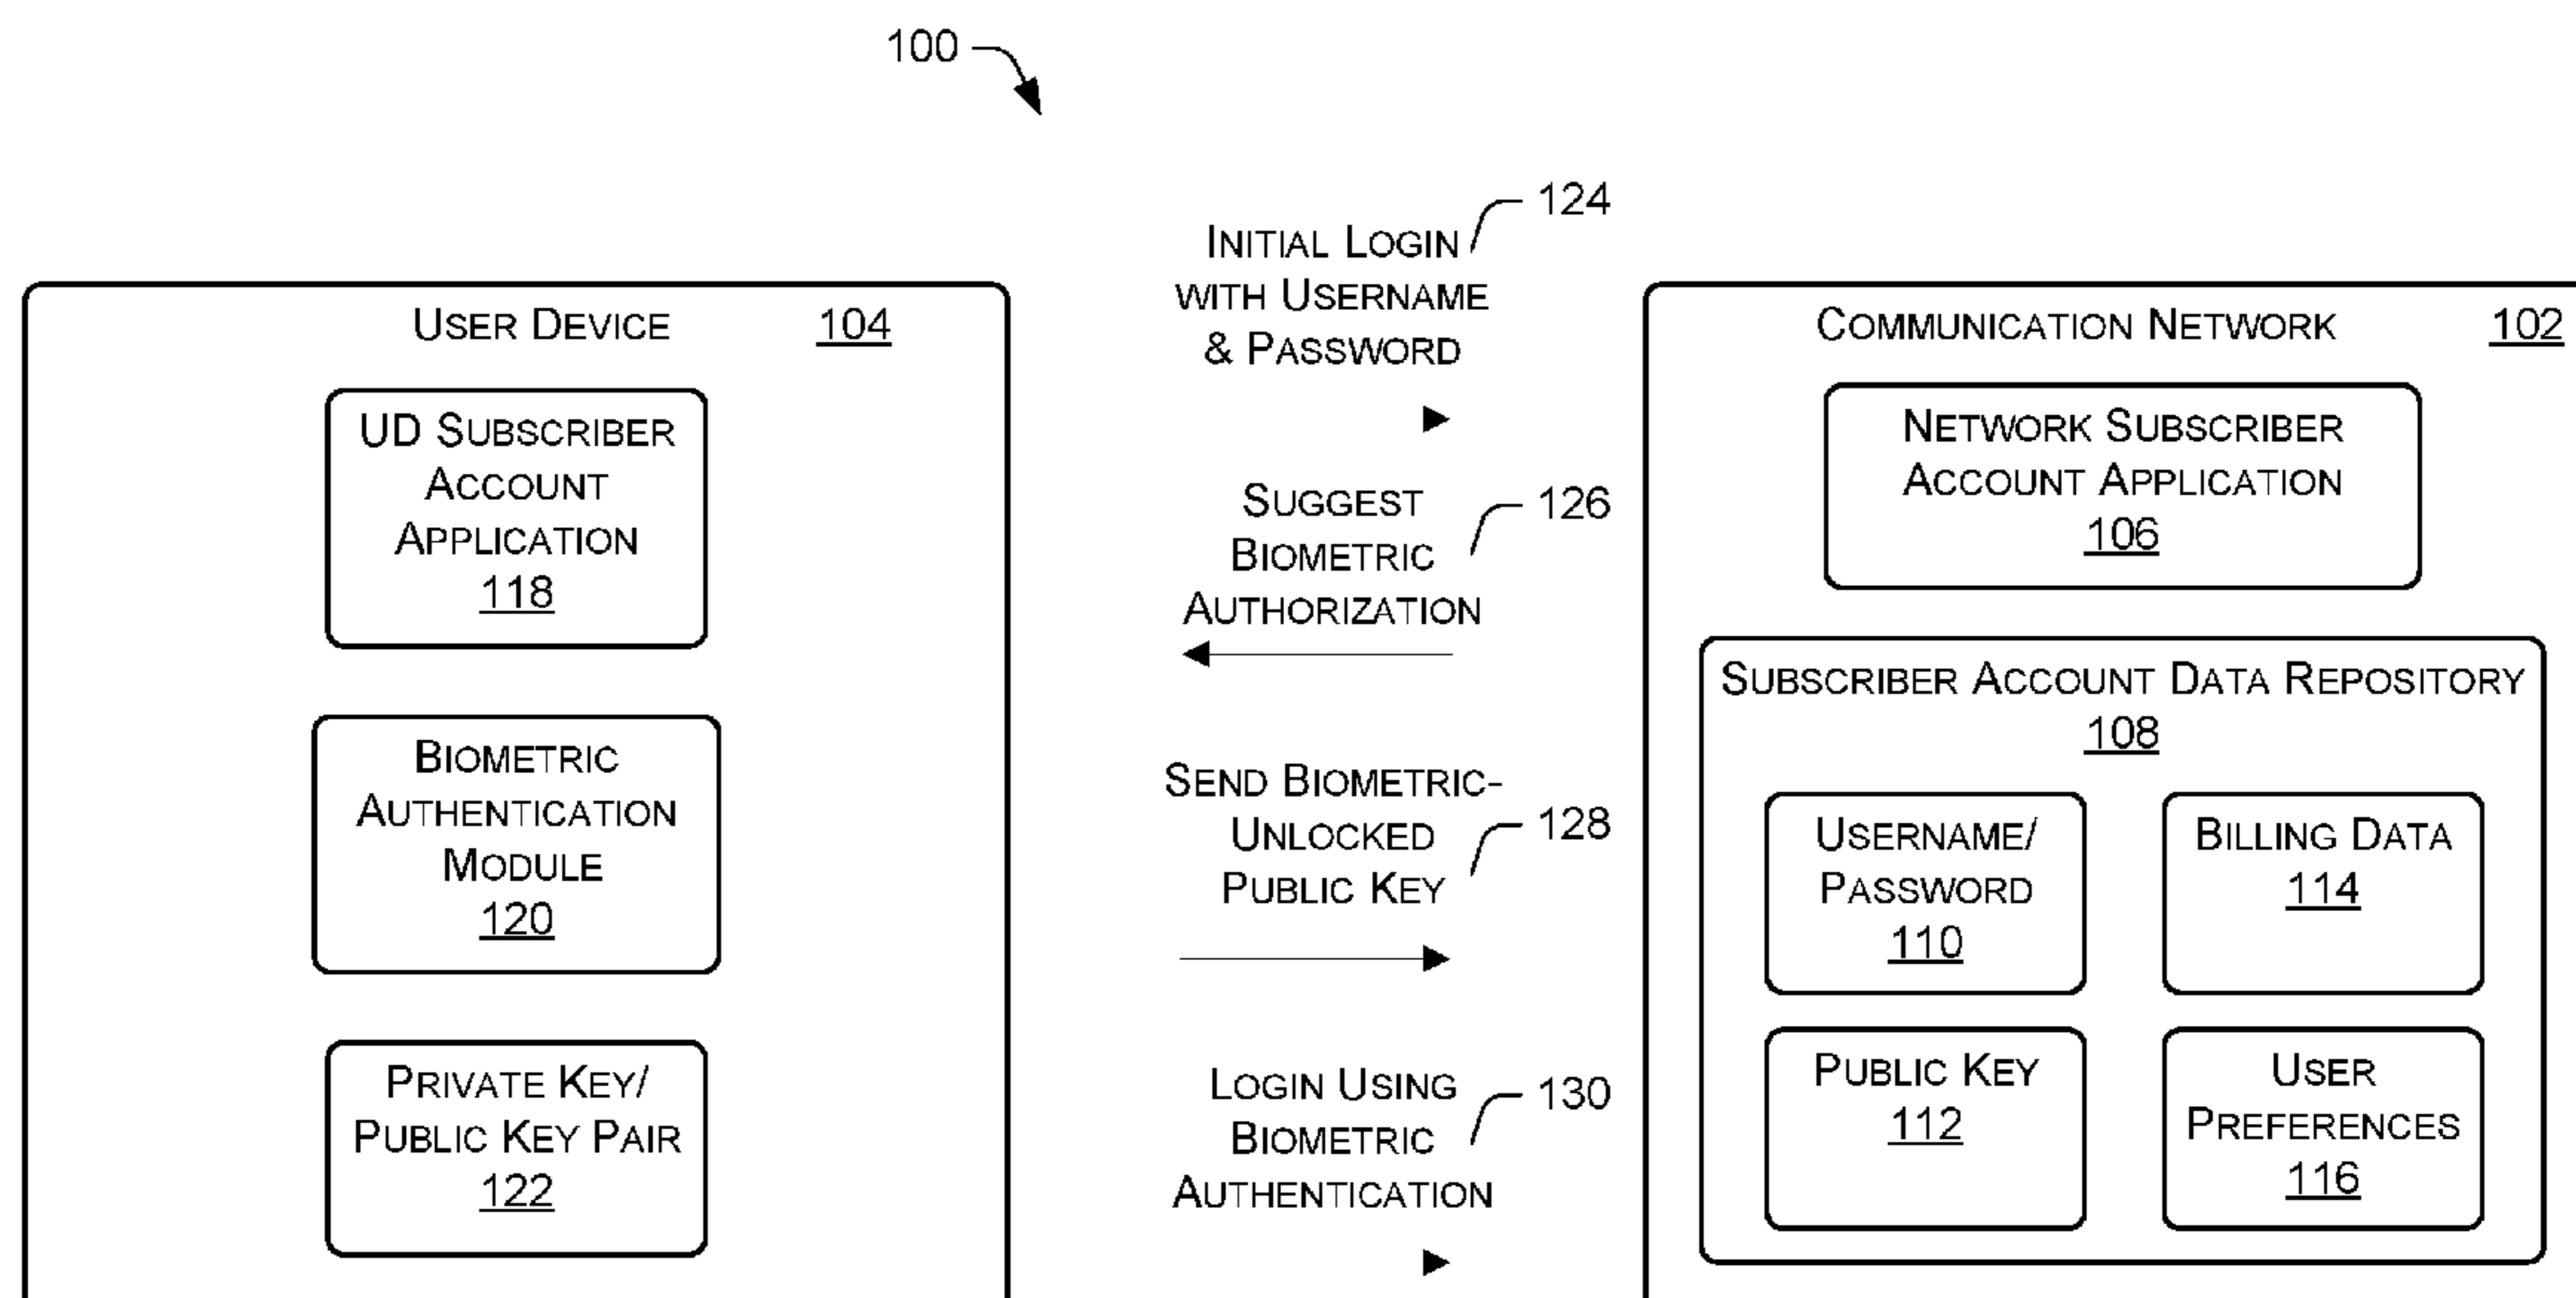 100
USER DEVICE 104
UD SUBSCRIBER
ACCOUNT
APPLICATION
118
BIOMETRIC
AUTHENTICATION
MODULE
120
PRIVATE KEY/
PUBLIC KEY PAIR
122
124
INITIAL LOGIN
WITH USERNAME
& PASSWORD
SUGGEST
126
BIOMETRIC
AUTHORIZATION
SEND BIOMETRIC-
UNLOCKED
128
PUBLIC KEY
LOGIN USING
130
BIOMETRIC
AUTHENTICATION
COMMUNICATION NETWORK 102
NETWORK SUBSCRIBER
ACCOUNT APPLICATION
106
SUBSCRIBER ACCOUNT DATA REPOSITORY
108
USERNAME/
PASSWORD
110
BILLING DATA
114
PUBLIC KEY
112
USER
PREFERENCES
116